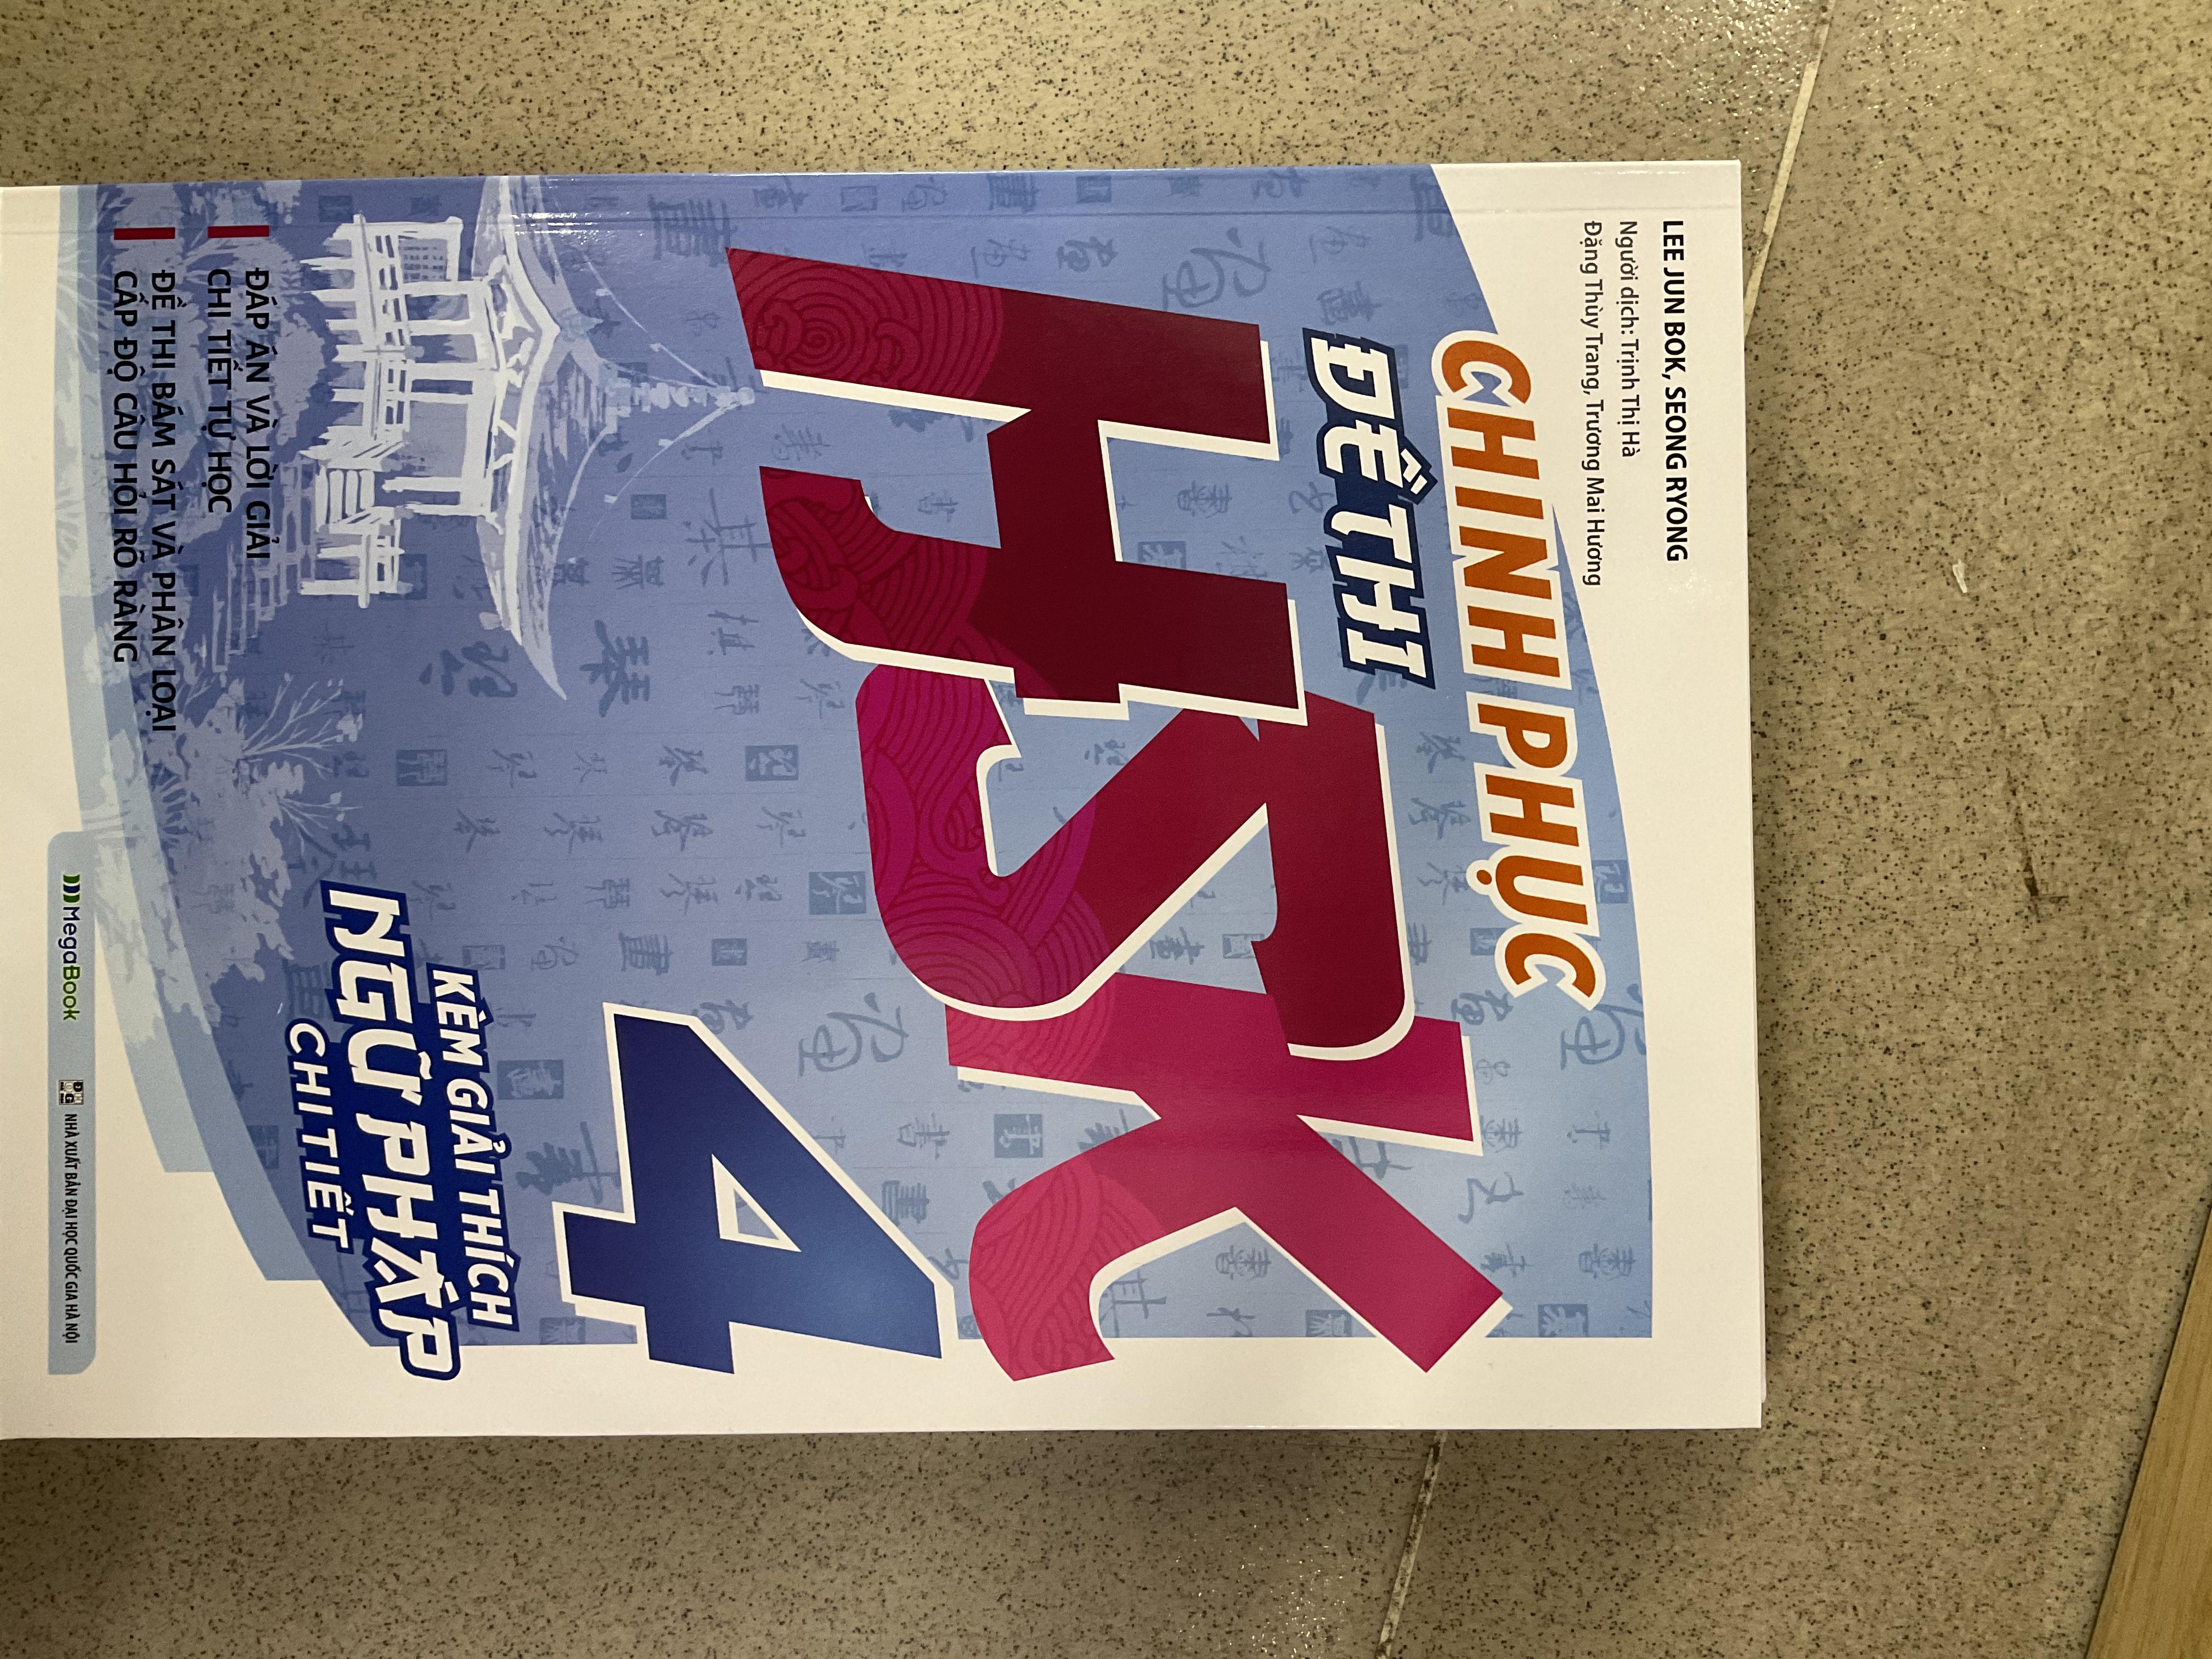 LEE JUN BOK, SEONG RYONG
Người dịch: Trịnh Thị Hà
Đặng Thùy Trang, Trương Mai Hương
CHINH PHỤC
ĐỀ THI
HSK
4
KÈM GIẢI THÍCH
NGỮ PHÁP
CHI TIẾT
ĐÁP ÁN VÀ LỜI GIẢI
CHI TIẾT TỰ HỌC
ĐỀ THI BÁM SÁT VÀ PHÂN LOẠI
CẤP ĐỘ CÂU HỎI RÕ RÀNG
MegaBook
NHÀ XUẤT BẢN ĐẠI HỌC QUỐC GIA HÀ NỘI